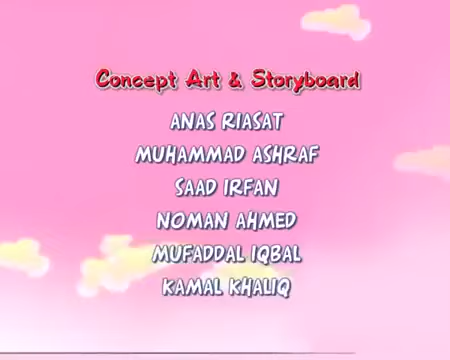 Concept Art & Storyboard
ANAS RIASAT
MUHAMMAD ASHRAF
SAAD IRFAN
NOMAN AHMED
MUFADDAL IQBAL
KAMAL KHALIQ